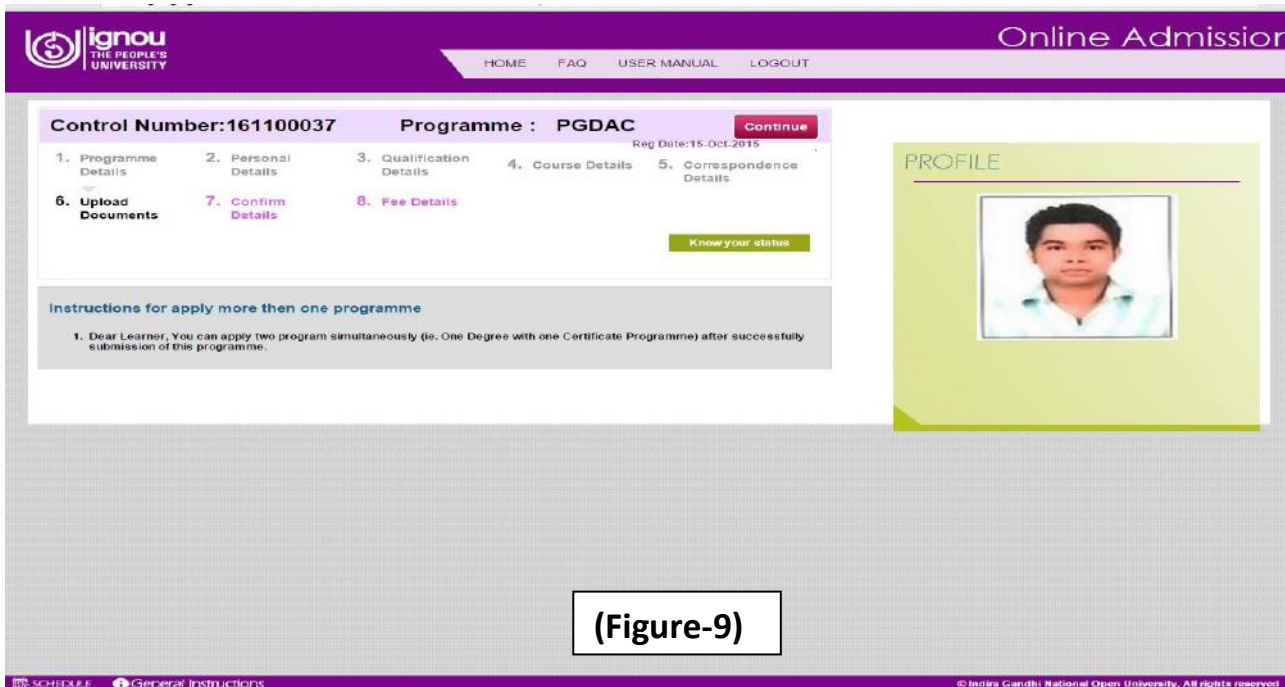 ignou
THE PEOPLE'S
UNIVERSITY
Online Admission
HOME FAQ USER MANUAL LOGOUT
Control Number:161100037 Programme : PGDAC Continue
Reg Date:15-Oct-2015
1. Programme Details 2. Personal Details 3. Qualification Details 4. Course Details 5. Correspondence Details
6. Upload Documents 7. Confirm Details 8. Fee Details
Know your status
PROFILE
Instructions for apply more then one programme
1. Dear Learner, You can apply two program simultaneously (ie. One Degree with one Certificate Programme) after successfully
submission of this programme.
(Figure-9)
SCHEDULE General Instructions © Indira Gandhi National Open University. All rights reserved